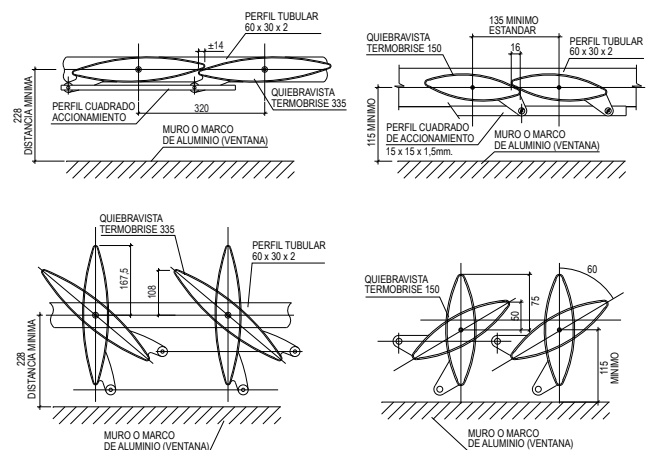 PERFIL TUBULAR
60 x 30 x 2
±14
228
DISTANCIA MINIMA
PERFIL CUADRADO
ACCIONAMIENTO
320
QUIEBRAVISTA
TERMOBRISE 335
MURO O MARCO
DE ALUMINIO (VENTANA)
135 MINIMO
ESTANDAR
QUIEBRAVISTA
TERMOBRISE 150
16
PERFIL TUBULAR
60 x 30 x 2
115 MINIMO
PERFIL CUADRADO
DE ACCIONAMIENTO
15 x 15 x 1,5mm.
MURO O MARCO
DE ALUMINIO (VENTANA)
QUIEBRAVISTA
TERMOBRISE 335
167,5
108
PERFIL TUBULAR
60 x 30 x 2
228
DISTANCIA MINIMA
MURO O MARCO
DE ALUMINIO (VENTANA)
QUIEBRAVISTA
TERMOBRISE 150
50
75
60
115
MINIMO
MURO O MARCO
DE ALUMINIO (VENTANA)